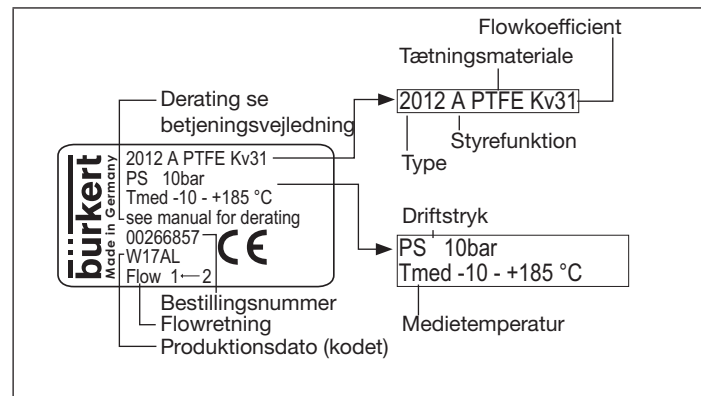 Flowkoefficient
Tætningsmateriale
2012 A PTFE Kv31
Styrefunktion
Type
Derating se
betjeningsvejledning
bürkert
Made in Germany
2012 A PTFE Kv31
PS 10bar
Tmed -10 - +185 °C
see manual for derating
00266857
W17AL
CE
Flow 1←2
Driftstryk
PS 10bar
Tmed -10 - +185 °C
Medietemperatur
Bestillingsnummer
Flowretning
Produktionsdato (kodet)